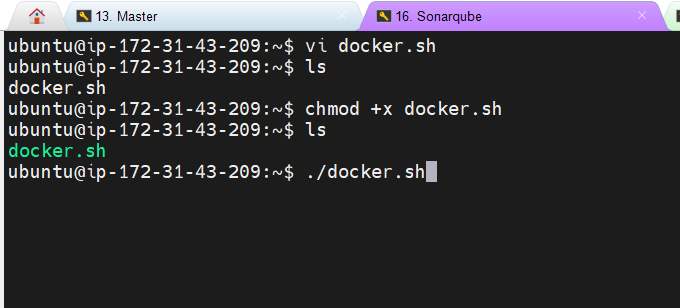 13. Master
16. Sonarqube
ubuntu@ip-172-31-43-209:~$ vi docker.sh
ubuntu@ip-172-31-43-209:~$ ls
docker.sh
ubuntu@ip-172-31-43-209:~$ chmod +x docker.sh
ubuntu@ip-172-31-43-209:~$ ls
docker.sh
ubuntu@ip-172-31-43-209:~$ ./docker.sh